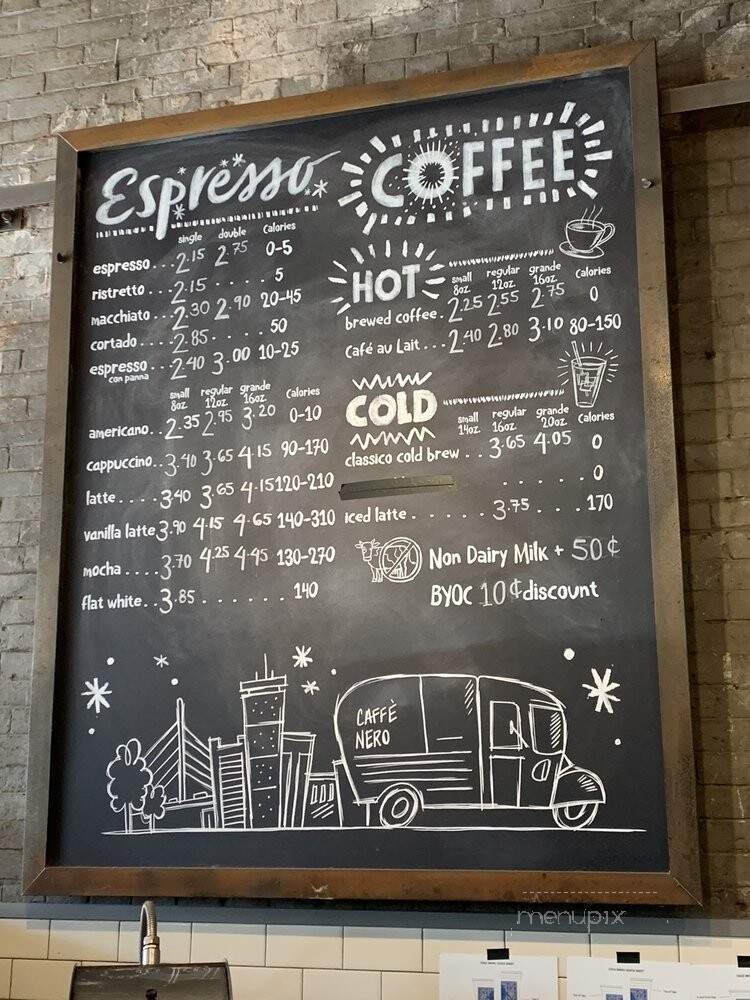 Espresso
single double Calories
espresso... 2.15 2.75 0-5
ristretto... 2.15 . . . . . 5
macchiato.. 2.30 2.90 20-45
cortado.. 2.85 . . . . . 50
espresso.. 2.40 3.00 10-25
con panna
small regular grande Calories
8oz 12oz 16oz
americano.. 2.35 2.95 3.20 0-10
cappuccino.. 3.40 3.65 4.15 90-170
latte.... 3.40 3.65 4.15 120-210
vanilla latte 3.90 4.15 4.65 140-310
mocha.... 3.70 4.25 4.45 130-270
flat white.. 3.85 . . . . . . 140
COFFEE
HOT
small regular grande Calories
8oz. 12oz. 16oz.
brewed coffee. 2.25 2.55 2.75 0
Café au Lait... 2.40 2.80 3.10 80-150
COLD
small regular grande Calories
14oz. 16oz. 20oz.
classico cold brew . . 3.65 4.05 0
. . . . . . 0
iced latte. . . . . . 3.75. . . . 170
Non Dairy Milk + 50¢
BYOC 10¢ discount
CAFFÈ
NERO
menupix